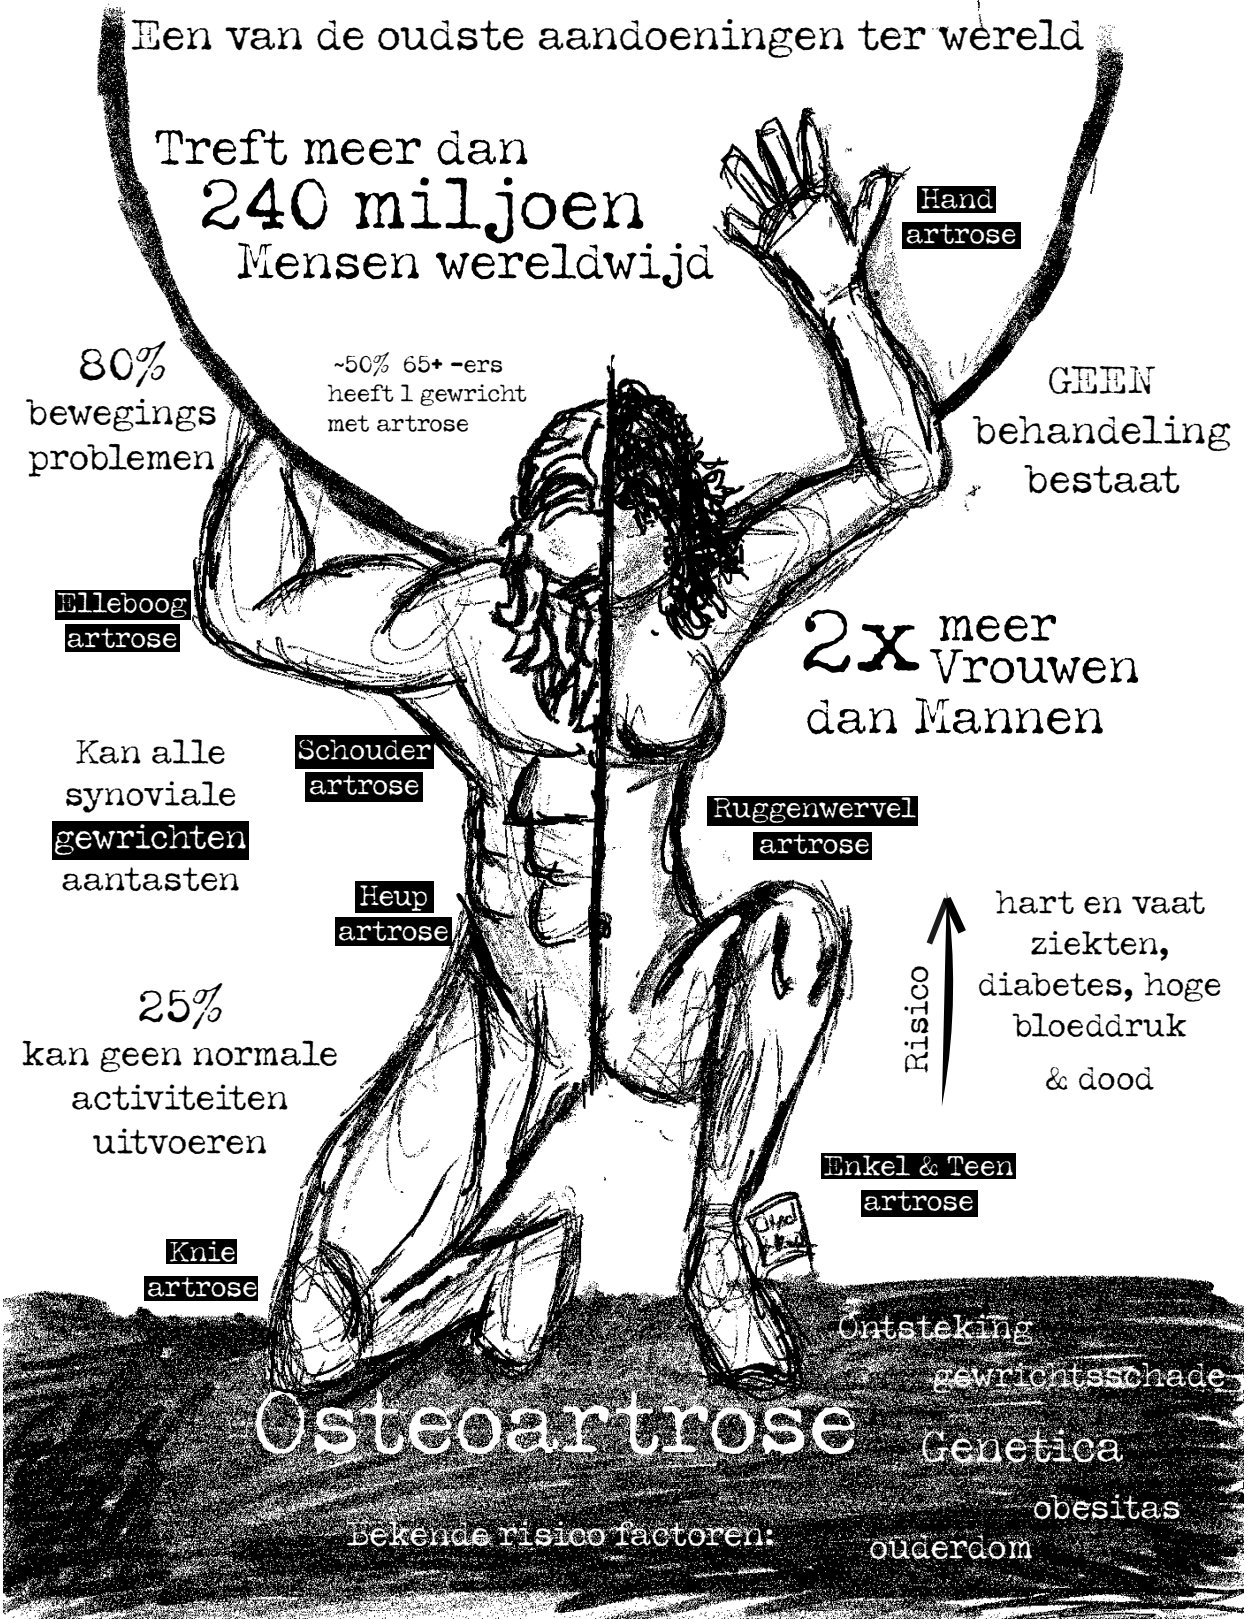 Een van de oudste aandoeningen ter wereld
Treft meer dan
240 miljoen
Mensen wereldwijd
Hand
artrose
80%
bewegings
problemen
~50% 65+ -ers
heeft 1 gewricht
met artrose
GEEN
behandeling
bestaat
Elleboog
artrose
2x meer
Vrouwen
dan Mannen
Kan alle
synoviale
gewrichten
aantasten
Schouder
artrose
Ruggenwervel
artrose
Heup
artrose
Risico
hart en vaat
ziekten,
diabetes, hoge
bloeddruk
& dood
25%
kan geen normale
activiteiten
uitvoeren
Enkel & Teen
artrose
Knie
artrose
Osteoartrose
Bekende risico factoren:
Ontsteking
gewrichtsschade
Genetica
obesitas
ouderdom